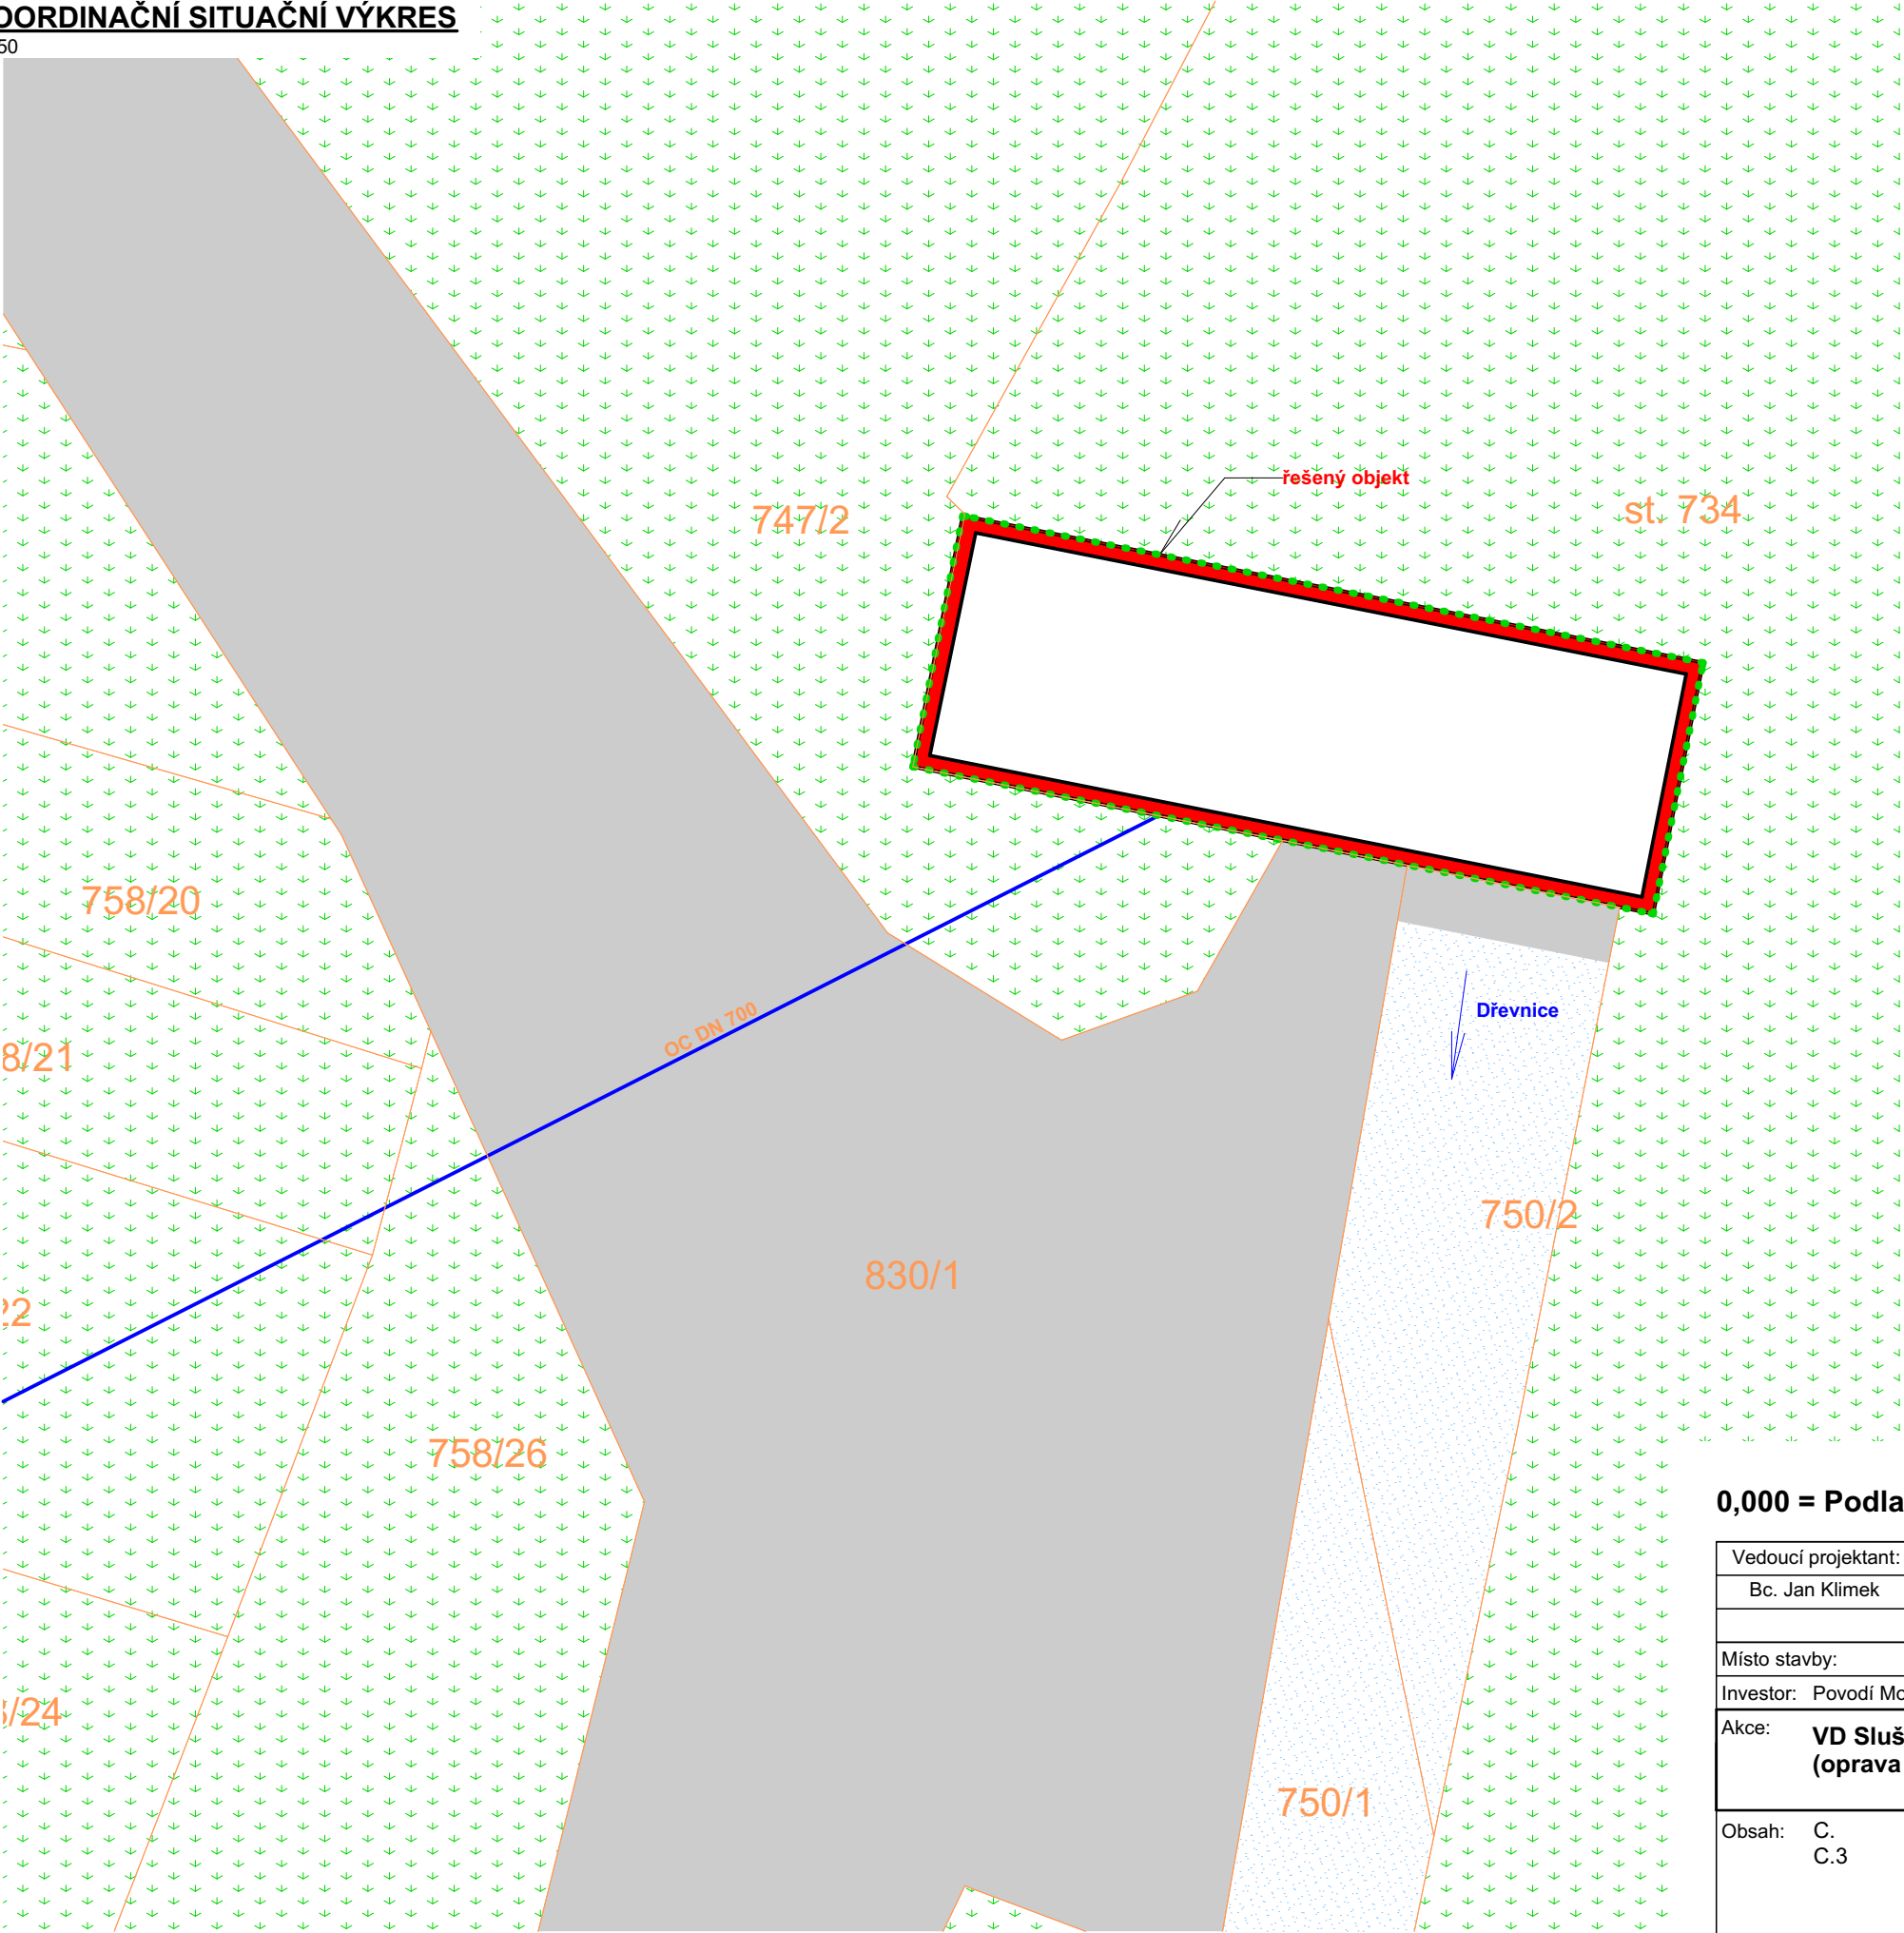 OORDINAČNÍ SITUAČNÍ VÝKRES
50
řešený objekt
st. 734
747/2
758/20
Dřevnice
OC DN 700
8/21
750/2
830/1
22
758/26
0,000 = Podla
Vedoucí projektant:
Bc. Jan Klimek
Místo stavby:
Investor: Povodí Mo
/24
Akce: VD Sluš
(oprava
750/1
Obsah: C.
C.3